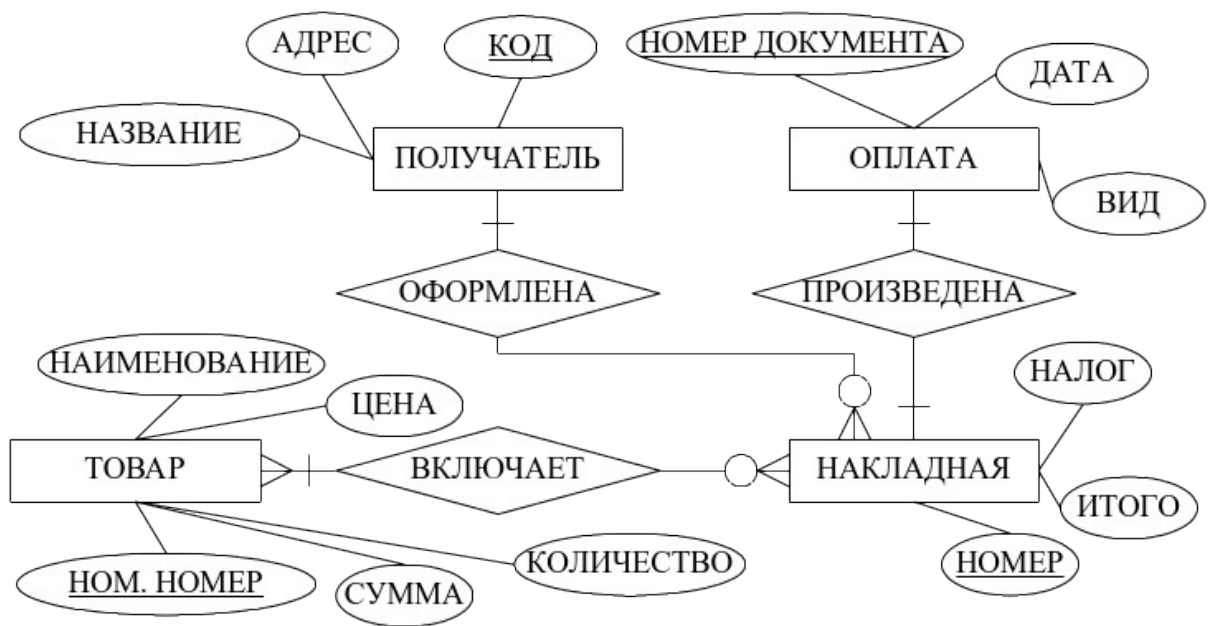 АДРЕС
КОД
НОМЕР ДОКУМЕНТА
ДАТА
НАЗВАНИЕ
ПОЛУЧАТЕЛЬ
ОПЛАТА
ВИД
ОФОРМЛЕНА
ПРОИЗВЕДЕНА
НАИМЕНОВАНИЕ
ЦЕНА
НАЛОГ
ТОВАР
ВКЛЮЧАЕТ
НАКЛАДНАЯ
ИТОГО
НОМ. НОМЕР
СУММА
КОЛИЧЕСТВО
НОМЕР